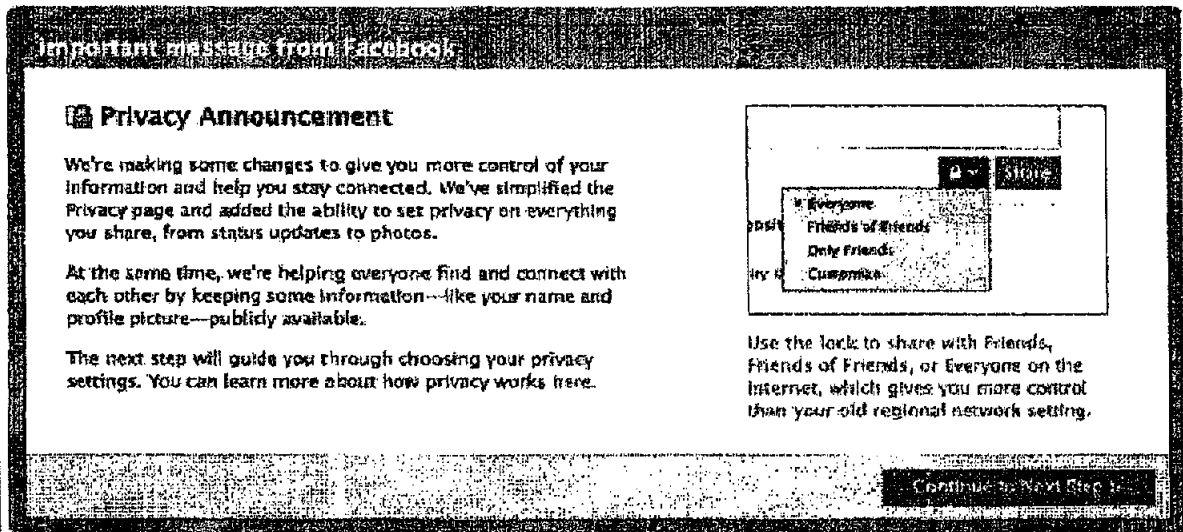 Important message from Facebook
Privacy Announcement
We're making some changes to give you more control of your
information and help you stay connected. We've simplified the
Privacy page and added the ability to set privacy on everything
you share, from status updates to photos.
At the same time, we're helping everyone find and connect with
each other by keeping some information—like your name and
profile picture—publicly available.
The next step will guide you through choosing your privacy
settings. You can learn more about how privacy works here.
Share
Everyone
Friends of Friends
Only Friends
Customize
Use the lock to share with Friends,
Friends of Friends, or Everyone on the
Internet, which gives you more control
than your old regional network setting.
Continue to Next Step